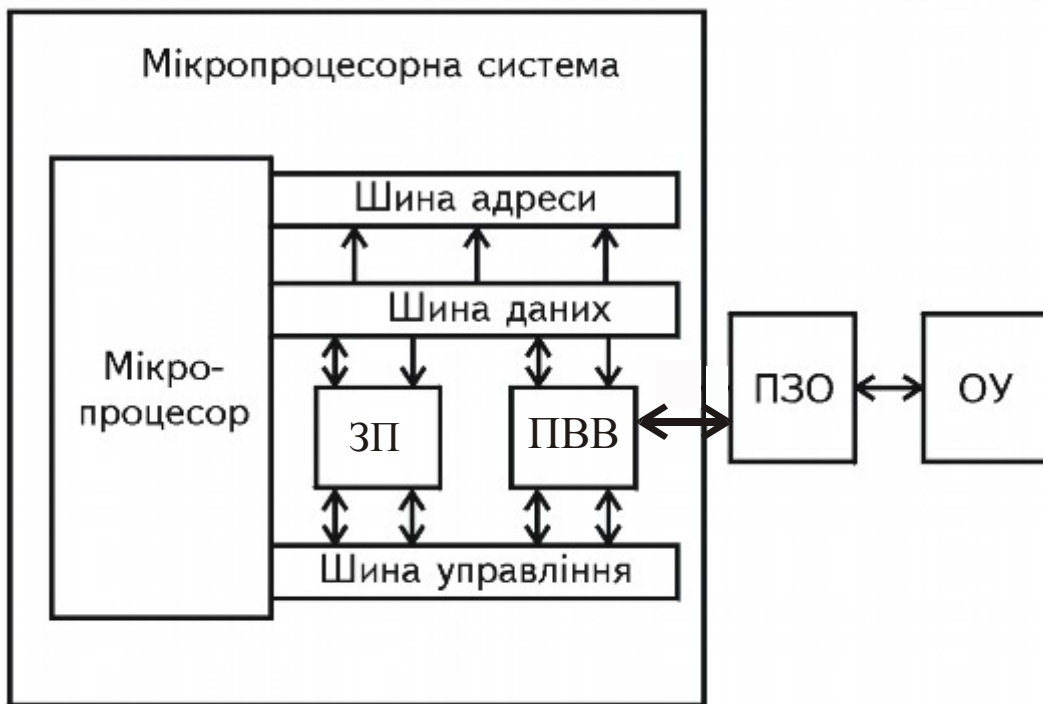 Мікропроцесорна система
Шина адреси
Шина даних
Мікро-
процесор
ЗП
ПВВ
ПЗО
ОУ
Шина управління